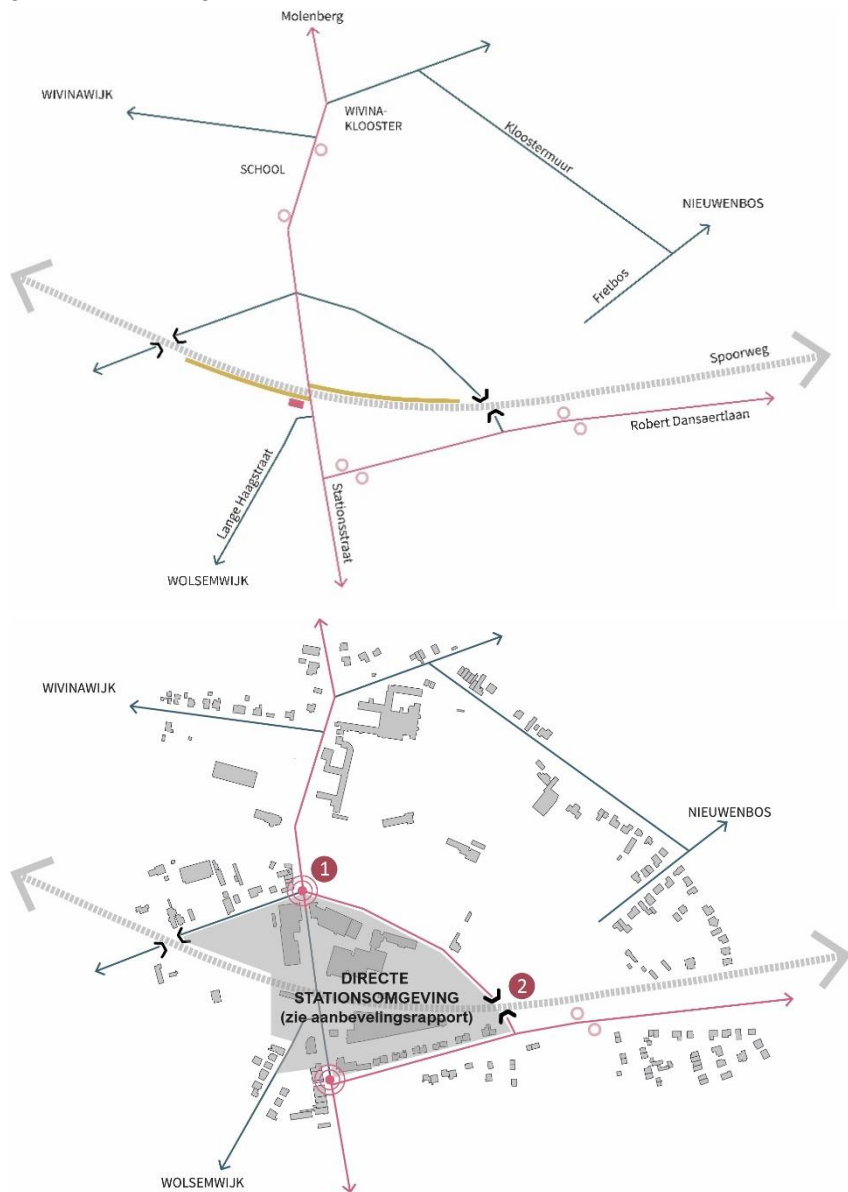 Molenberg
WIVINAWIJK
WIVINA-
KLOOSTER
SCHOOL
Kloostermuur
NIEUWENBOS
Fretbos
Spoorweg
Robert Dansaertlaan
Lange Haagstraat
Stationsstraat
WOLSEMWIJK
WIVINAWIJK
NIEUWENBOS
1
2
DIRECTE
STATIONSOMGEVING
(zie aanbevelingsrapport)
WOLSEMWIJK